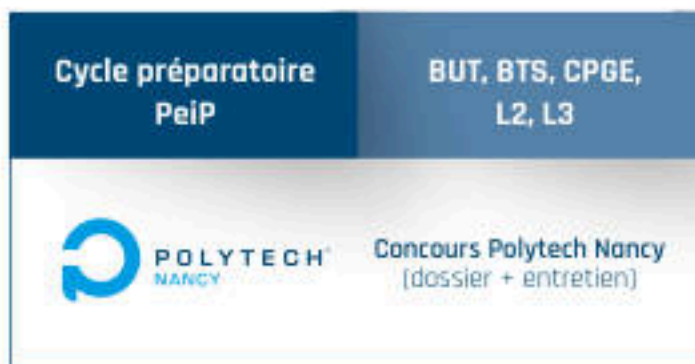 Cycle préparatoire
PeiP
BUT, BTS, CPGE,
L2, L3
POLYTECH
NANCY
Concours Polytech Nancy
(dossier + entretien)